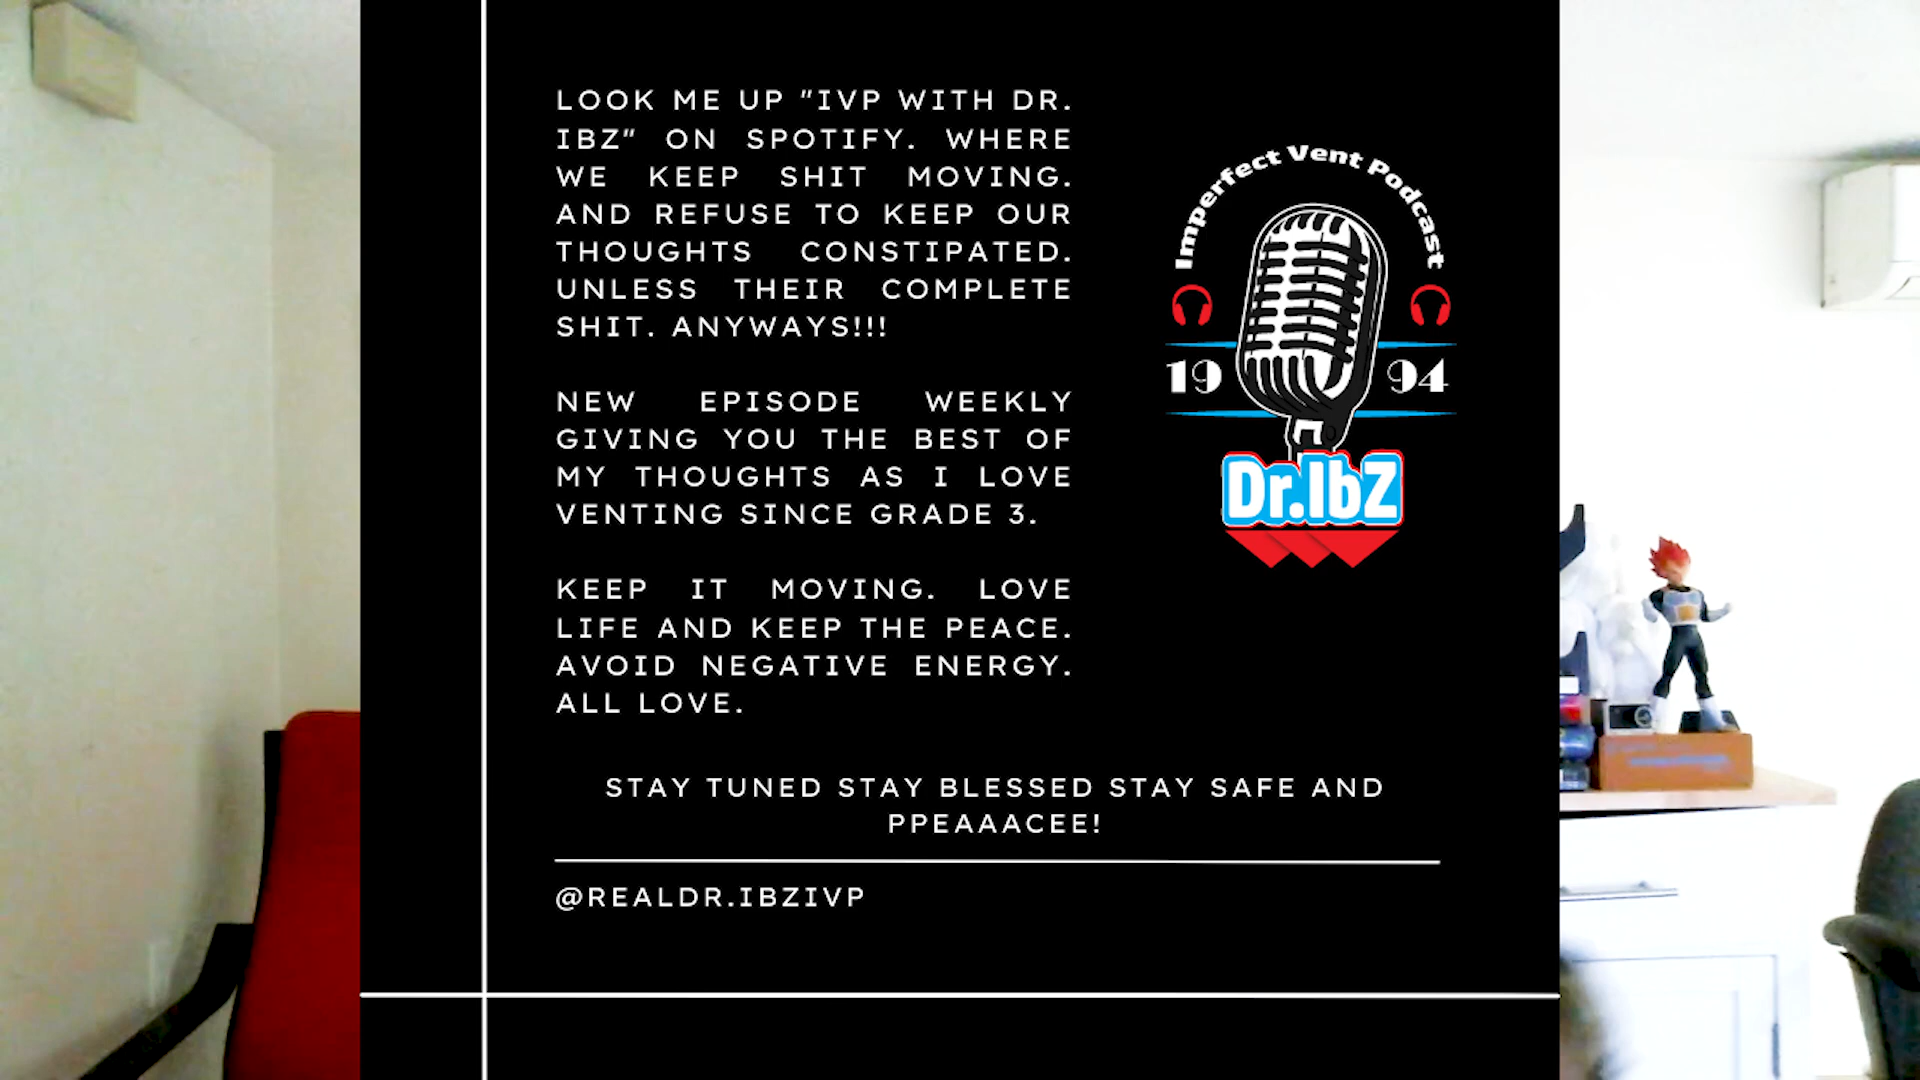 LOOK ME UP "IVP WITH DR.
IBZ" ON SPOTIFY. WHERE
WE KEEP SHIT MOVING.
AND REFUSE TO KEEP OUR
THOUGHTS CONSTIPATED.
UNLESS THEIR COMPLETE
SHIT. ANYWAYS!!!
NEW EPISODE WEEKLY
GIVING YOU THE BEST OF
MY THOUGHTS AS I LOVE
VENTING SINCE GRADE 3.
KEEP IT MOVING. LOVE
LIFE AND KEEP THE PEACE.
AVOID NEGATIVE ENERGY.
ALL LOVE.
Imperfect Vent Podcast
19 94
Dr.IbZ
STAY TUNED STAY BLESSED STAY SAFE AND
PPEAAACEE!
@REALDR.IBZIVP